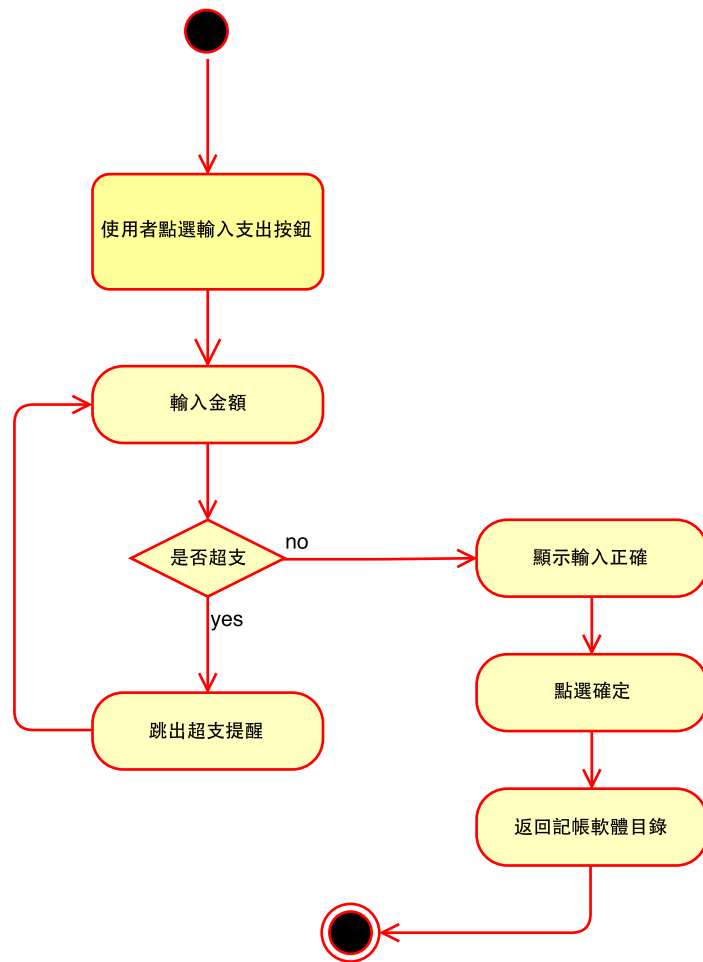 使用者點選輸入支出按鈕
輸入金額
是否超支
no
顯示輸入正確
yes
點選確定
跳出超支提醒
返回記帳軟體目錄